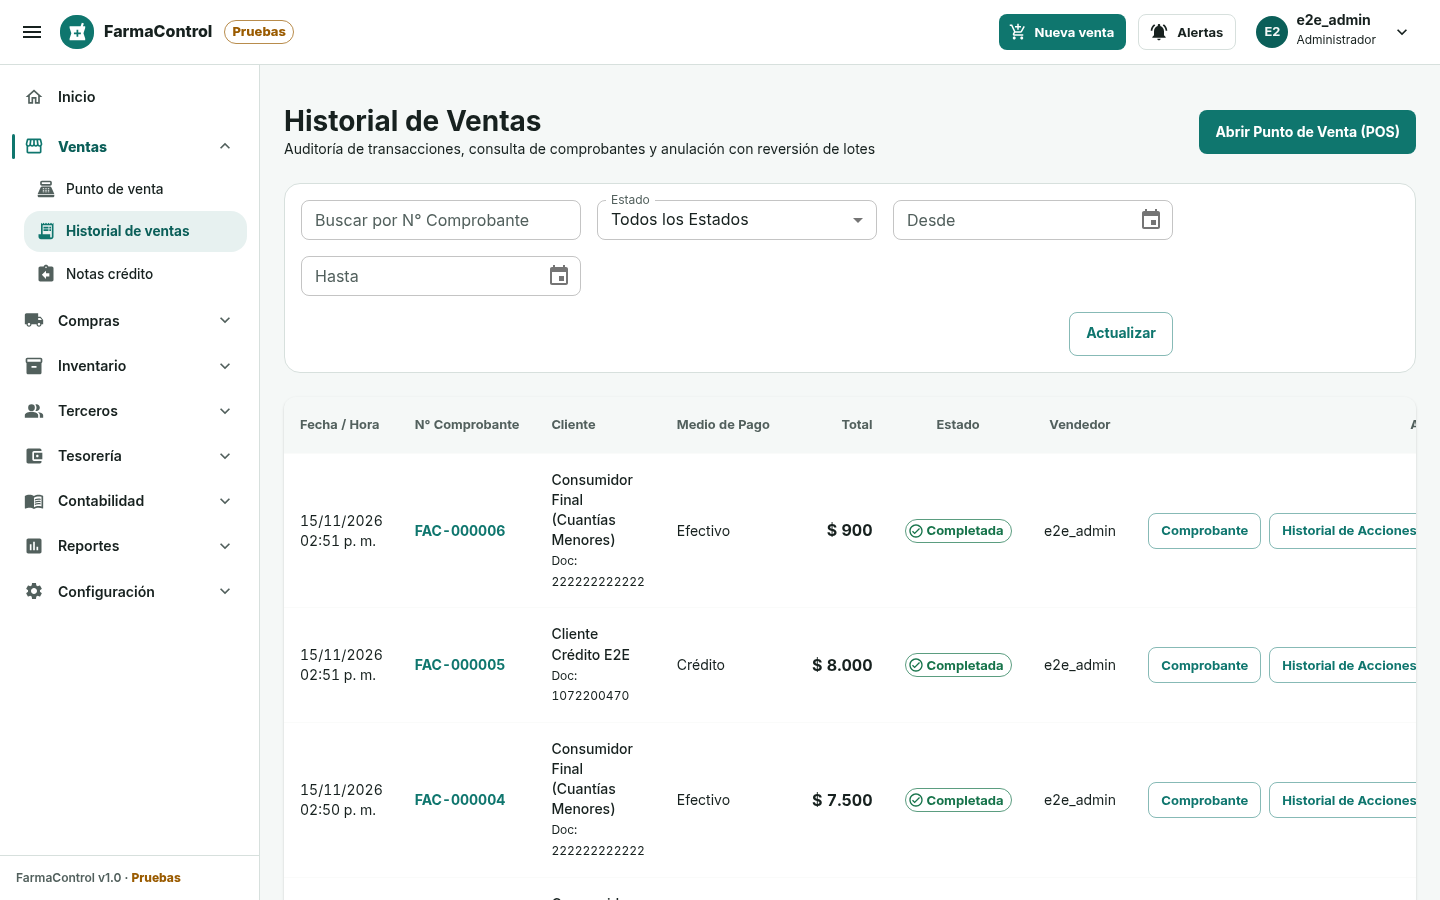 FarmaControl
Pruebas
Nueva venta
Alertas
E2
e2e_admin
Administrador
Inicio
Ventas
Punto de venta
Historial de ventas
Notas crédito
Compras
Inventario
Terceros
Tesorería
Contabilidad
Reportes
Configuración
FarmaControl v1.0 · Pruebas
Historial de Ventas
Auditoría de transacciones, consulta de comprobantes y anulación con reversión de lotes
Abrir Punto de Venta (POS)
Buscar por N° Comprobante
Estado
Todos los Estados
Desde
Hasta
Actualizar
Fecha / Hora N° Comprobante Cliente Medio de Pago Total Estado Vendedor
15/11/2026
02:51 p. m.
FAC-000006
Consumidor
Final
(Cuantías
Menores)
Doc:
222222222222
Efectivo
$ 900
Completada
e2e_admin
Comprobante
Historial de Acciones
15/11/2026
02:51 p. m.
FAC-000005
Cliente
Crédito E2E
Doc:
1072200470
Crédito
$ 8.000
Completada
e2e_admin
Comprobante
Historial de Acciones
15/11/2026
02:50 p. m.
FAC-000004
Consumidor
Final
(Cuantías
Menores)
Doc:
222222222222
Efectivo
$ 7.500
Completada
e2e_admin
Comprobante
Historial de Acciones